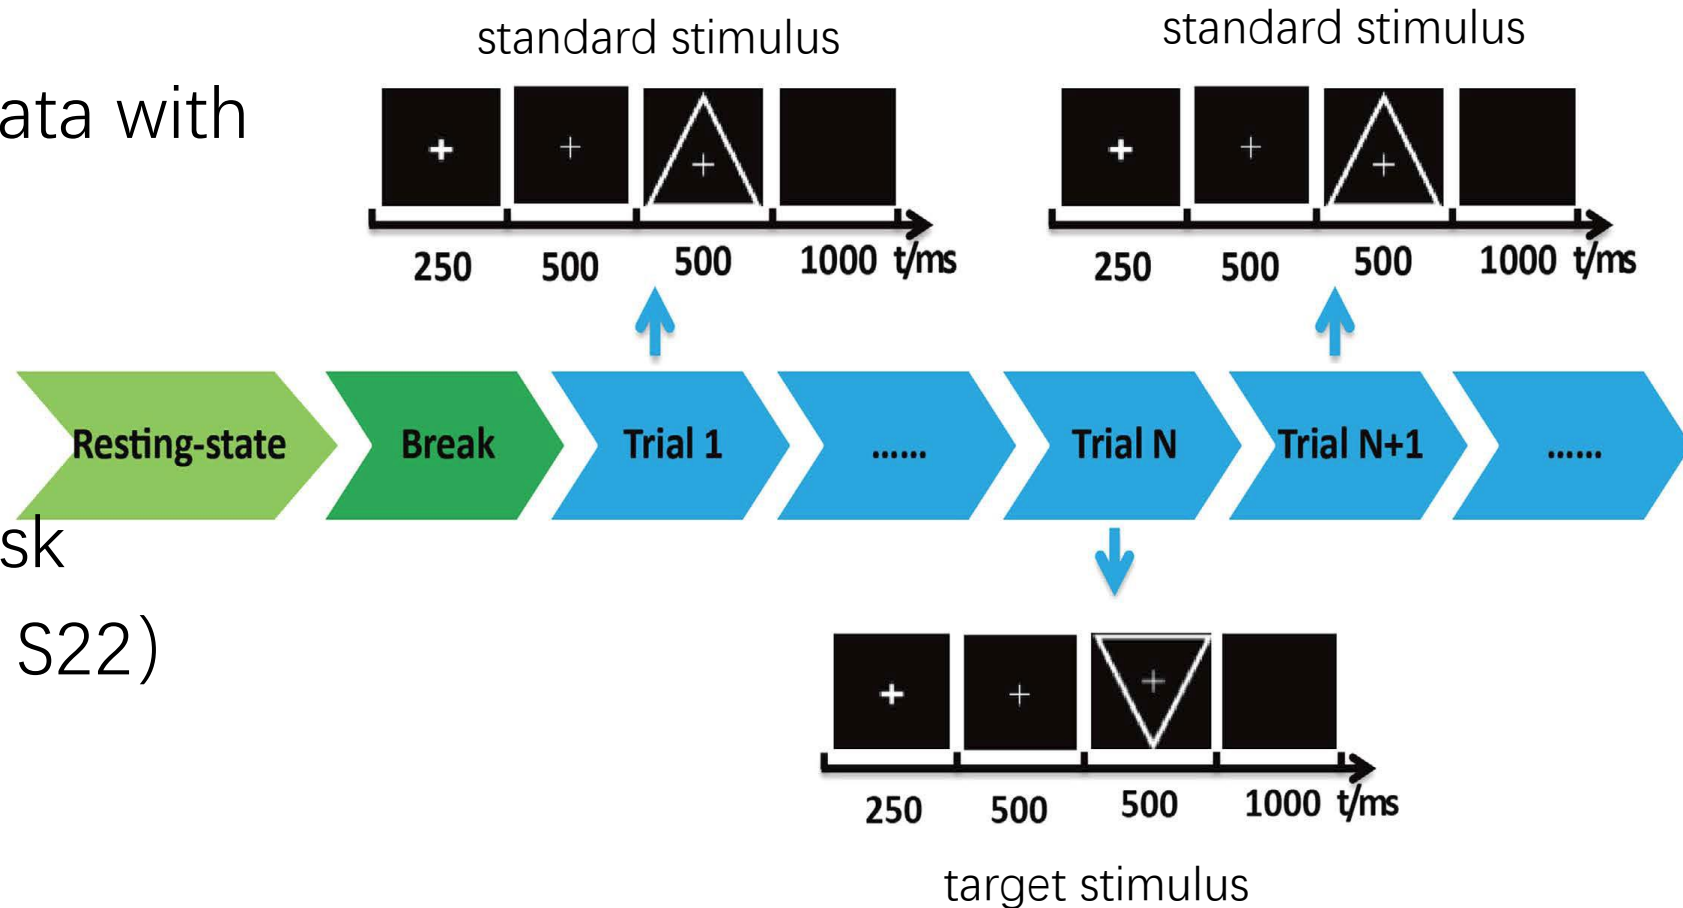 standard stimulus
standard stimulus
ata with
250 500 500 1000 t/ms
250 500 500 1000 t/ms
Resting-state Break Trial 1 ...... Trial N Trial N+1 ......
sk
S22)
250 500 500 1000 t/ms
target stimulus